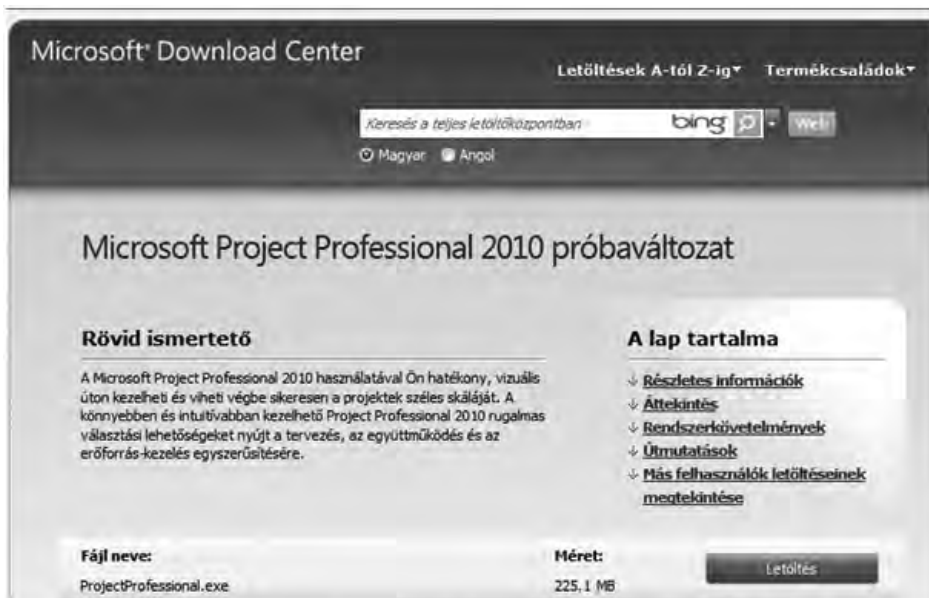 Microsoft® Download Center
Letöltések A-tól Z-ig
Termékcsaládok
Keresés a teljes letöltőközpontban
bing
Web
Magyar
Angol
Microsoft Project Professional 2010 próbaváltozat
Rövid ismertető
A Microsoft Project Professional 2010 használatával Ön hatékony, vizuális
úton kezelheti és viheti végbe sikeresen a projektek széles skáláját. A
könnyebben és intuitívabban kezelhető Project Professional 2010 rugalmas
választási lehetőségeket nyújt a tervezés, az együttműködés és az
erőforrás-kezelés egyszerűsítésére.
A lap tartalma
Részletes információk
Áttekintés
Rendszerkövetelmények
Útmutatások
Más felhasználók letöltéseinek
megtekintése
Fájl neve:
Méret:
Letöltés
ProjectProfessional.exe
225.1 MB